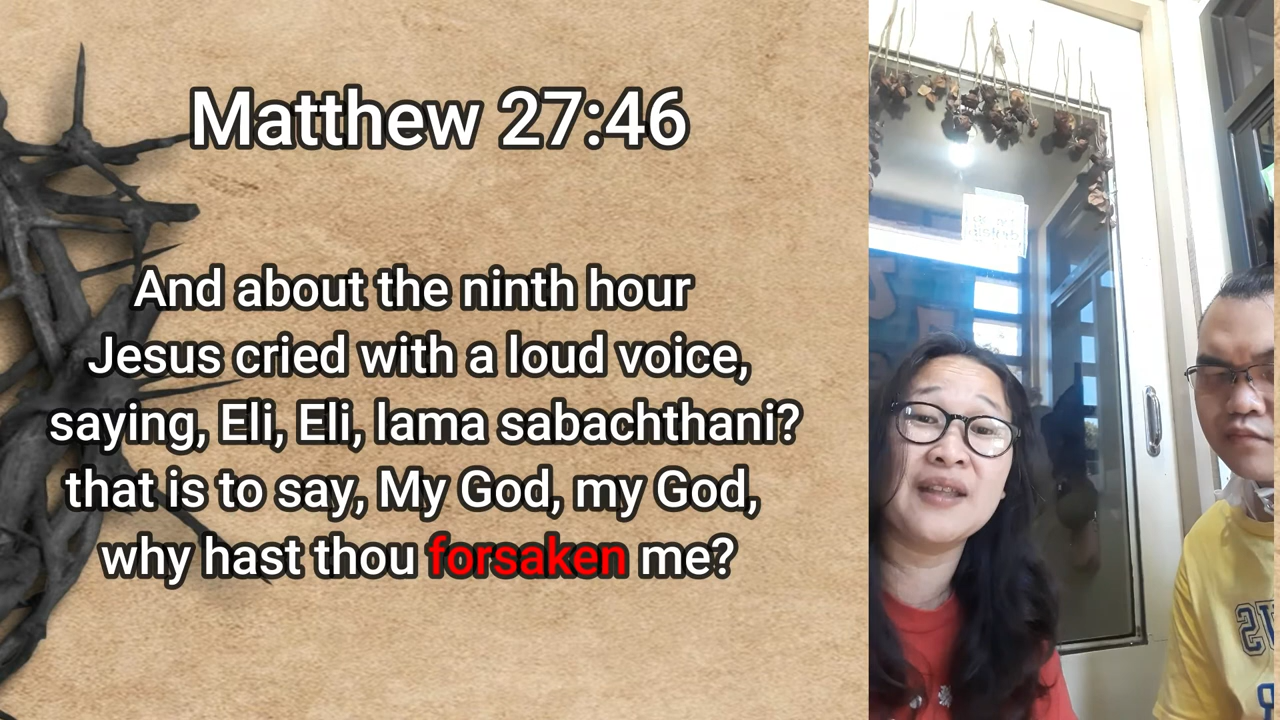 Matthew 27:46
And about the ninth hour
Jesus cried with a loud voice,
saying, Eli, Eli, lama sabachthani?
that is to say, My God, my God,
why hast thou forsaken me?